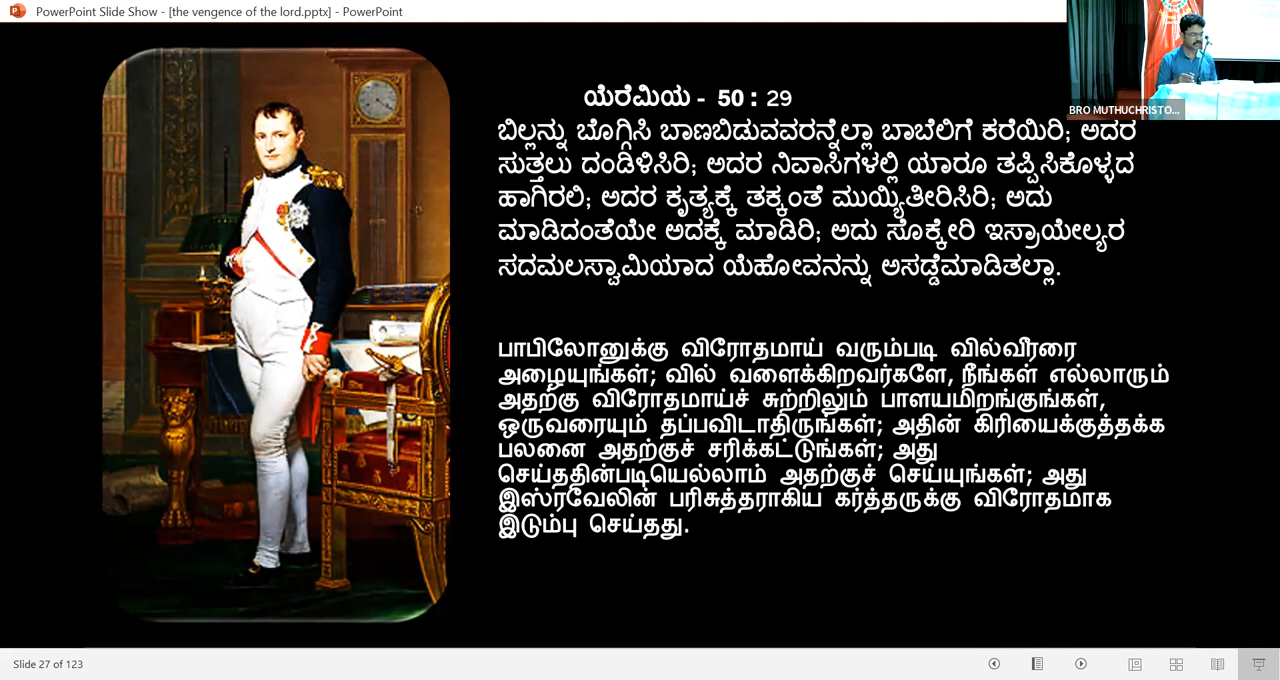 PowerPoint Slide Show - [the vengence of the lord.pptx] - PowerPoint
BRO MUTHUCHRISTO...
ಯೆರೆಮಿಯ - 50 : 29
ಬಿಲ್ಲನ್ನು ಬೊಗ್ಗಿಸಿ ಬಾಣಬಿಡುವವರನ್ನೆಲ್ಲಾ ಬಾಬೆಲಿಗೆ ಕರೆಯಿರಿ; ಅದರ
ಸುತ್ತಲು ದಂಡಿಳಿಸಿರಿ; ಅದರ ನಿವಾಸಿಗಳಲ್ಲಿ ಯಾರೂ ತಪ್ಪಿಸಿಕೊಳ್ಳದ
ಹಾಗಿರಲಿ; ಅದರ ಕೃತ್ಯಕ್ಕೆ ತಕ್ಕಂತೆ ಮುಯ್ಯಿತೀರಿಸಿರಿ; ಅದು
ಮಾಡಿದಂತೆಯೇ ಅದಕ್ಕೆ ಮಾಡಿರಿ; ಅದು ಸೊಕ್ಕೇರಿ ಇಸ್ರಾಯೇಲ್ಯರ
ಸದಮಲಸ್ವಾಮಿಯಾದ ಯೆಹೋವನನ್ನು ಅಸಡ್ಡೆಮಾಡಿತಲ್ಲಾ.
பாபிலோனுக்கு விரோதமாய் வரும்படி வில்வீரரை
அழையுங்கள்; வில் வளைக்கிறவர்களே, நீங்கள் எல்லாரும்
அதற்கு விரோதமாய்ச் சுற்றிலும் பாளயமிறங்குங்கள்,
ஒருவரையும் தப்பவிடாதிருங்கள்; அதின் கிரியைக்குத்தக்க
பலனை அதற்குச் சரிக்கட்டுங்கள்; அது
செய்ததின்படியெல்லாம் அதற்குச் செய்யுங்கள்; அது
இஸ்ரவேலின் பரிசுத்தராகிய கர்த்தருக்கு விரோதமாக
இடும்பு செய்தது.
Slide 27 of 123